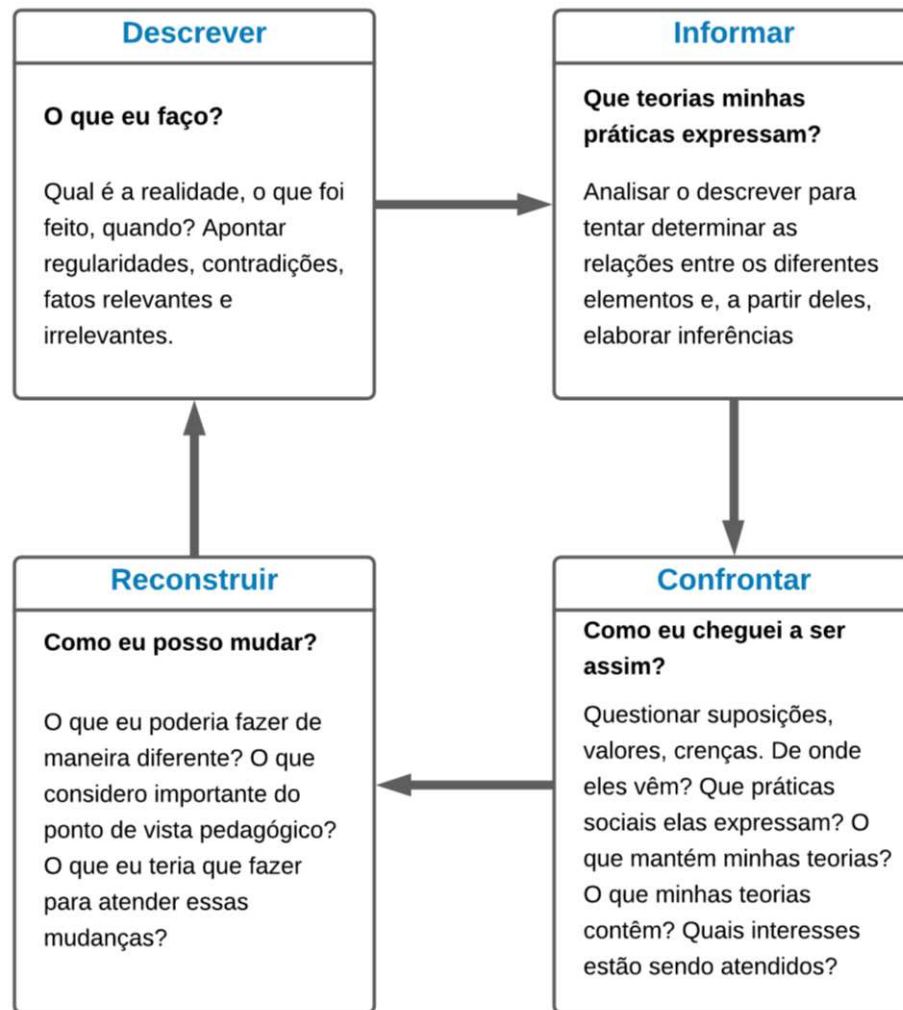 Descrever
O que eu faço?
Qual é a realidade, o que foi
feito, quando? Apontar
regularidades, contradições,
fatos relevantes e
irrelevantes.
Informar
Que teorias minhas
práticas expressam?
Analisar o descrever para
tentar determinar as
relações entre os diferentes
elementos e, a partir deles,
elaborar inferências
Confrontar
Como eu cheguei a ser
assim?
Questionar suposições,
valores, crenças. De onde
eles vêm? Que práticas
sociais elas expressam? O
que mantém minhas teorias?
O que minhas teorias
contêm? Quais interesses
estão sendo atendidos?
Reconstruir
Como eu posso mudar?
O que eu poderia fazer de
maneira diferente? O que
considero importante do
ponto de vista pedagógico?
O que eu teria que fazer
para atender essas
mudanças?